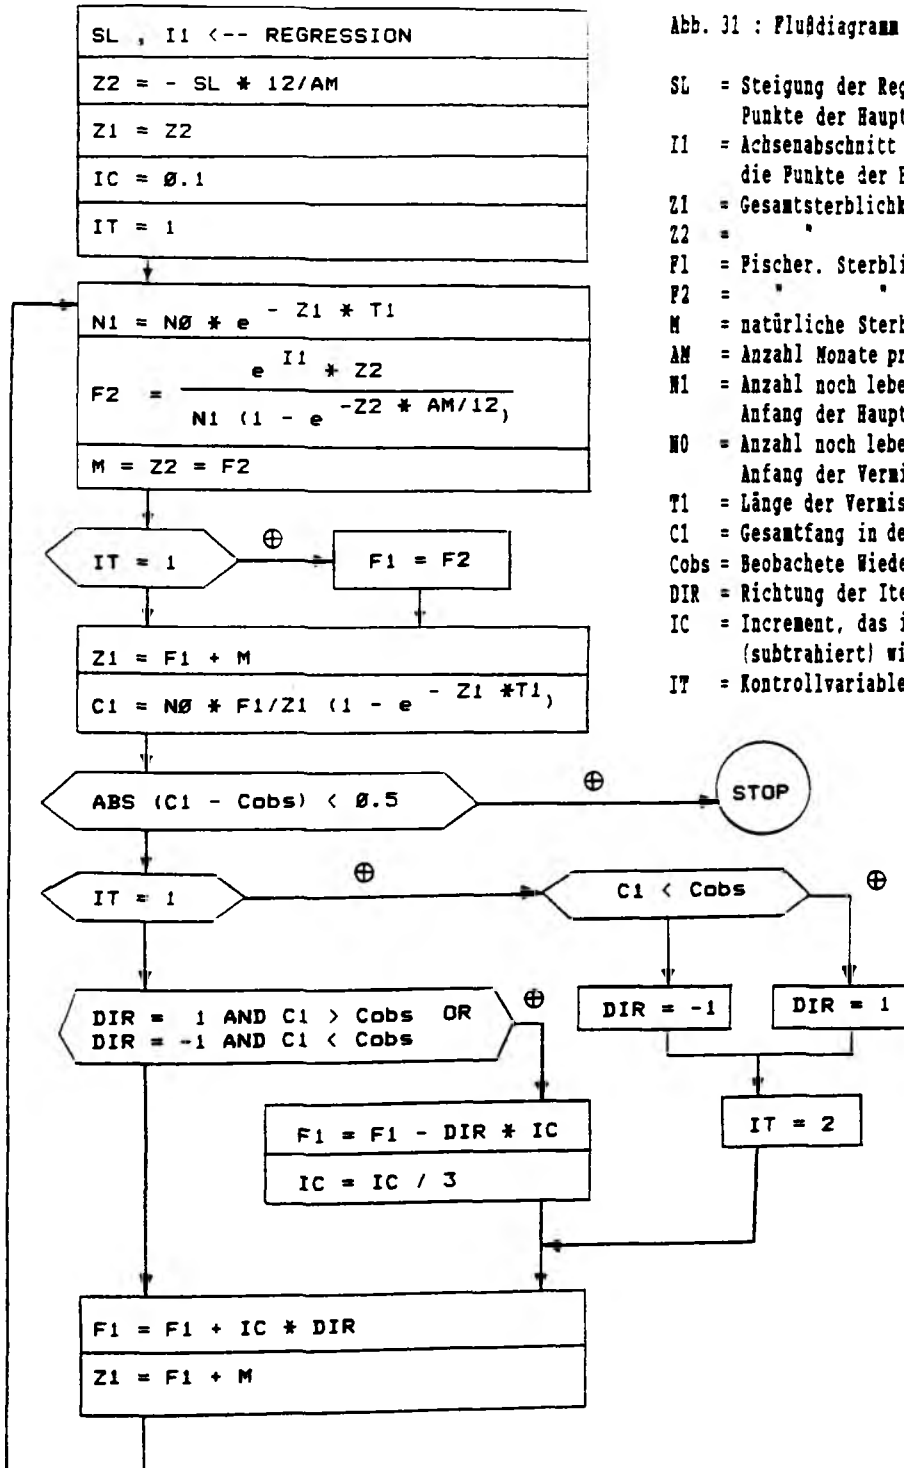 SL , I1 <-- REGRESSION
Z2 = - SL * 12/AM
Z1 = Z2
IC = Ø.1
IT = 1
N1 = NØ * e - Z1 * T1
F2 = e I1 * Z2
N1 (1 - e -Z2 * AM/12)
M = Z2 = F2
IT = 1
⊕
F1 = F2
Z1 = F1 + M
C1 = NØ * F1/Z1 (1 - e - Z1 *T1)
ABS (C1 - Cobs) < Ø.5
⊕
STOP
IT = 1
⊕
C1 < Cobs
⊕
DIR = 1 AND C1 > Cobs OR
DIR = -1 AND C1 < Cobs
⊕
DIR = -1
DIR = 1
F1 = F1 - DIR * IC
IC = IC / 3
IT = 2
F1 = F1 + IC * DIR
Z1 = F1 + M
Abb. 31 : Flußdiagramm
SL = Steigung der Reg
Punkte der Haupt
I1 = Achsenabschnitt
die Punkte der
Z1 = Gesamtsterblichk
Z2 = "
F1 = Fischer. Sterbli
F2 = " "
M = natürliche Sterb
AM = Anzahl Monate pr
N1 = Anzahl noch lebe
Anfang der Haupt
N0 = Anzahl noch lebe
Anfang der Vermi
T1 = Länge der Vermis
C1 = Gesamtfang in de
Cobs = Beobachete Wiede
DIR = Richtung der Ite
IC = Increment, das i
(subtrahiert) wi
IT = Kontrollvariable